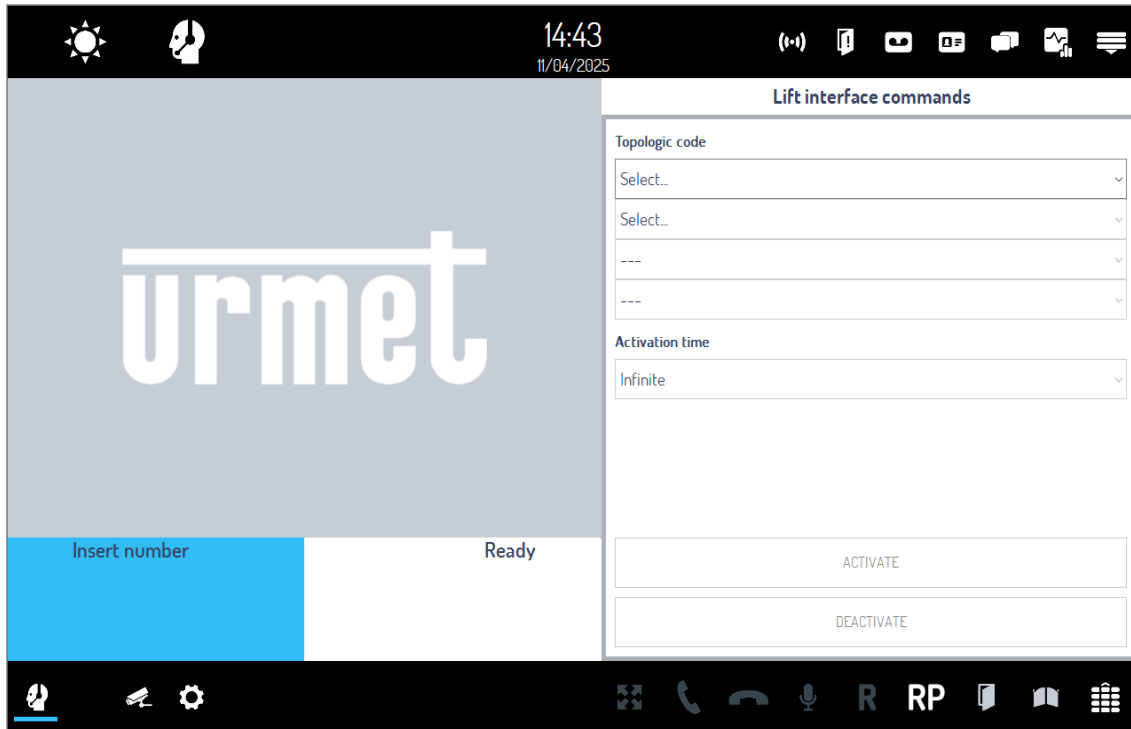 14:43
11/04/2025
Lift interface commands
Topologic code
Select...
Select...
---
---
Activation time
Infinite
urmet
Insert number
Ready
ACTIVATE
DEACTIVATE
R
RP